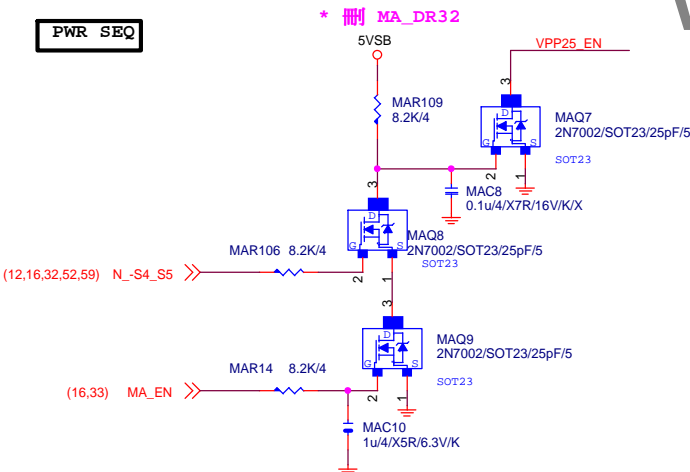 * MA_DR32
PWR SEQ
5VSB
VPP25_EN
MAR109
8.2K/4
3
D
G
S
MAQ7
2N7002/SOT23/25pF/5
SOT23
2
1
MAC8
0.1u/4/X7R/16V/K/X
3
D
G
S
MAQ8
2N7002/SOT23/25pF/5
SOT23
MAR106 8.2K/4
(12,16,32,52,59) N_-S4_S5
2
1
3
D
G
S
MAQ9
2N7002/SOT23/25pF/5
SOT23
MAR14 8.2K/4
(16,33) MA_EN
2
1
MAC10
1u/4/X5R/6.3V/K